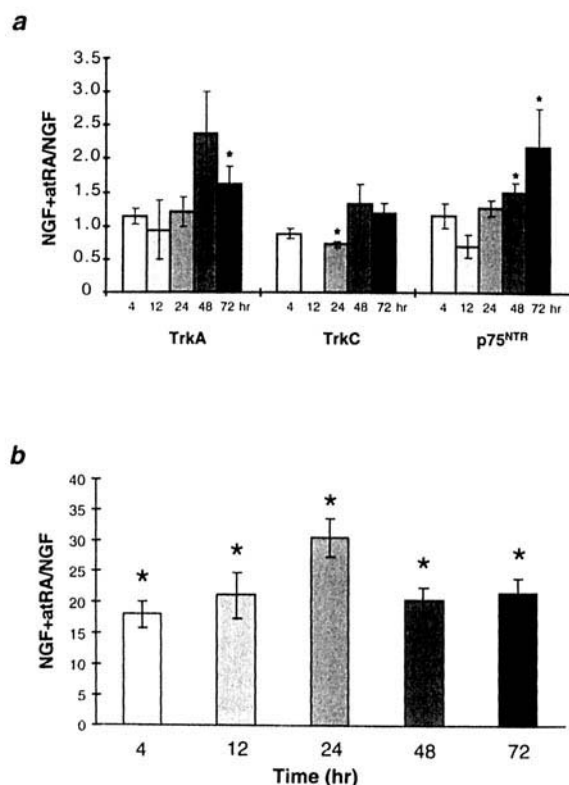 a
NGF+atRA/NGF
3.5
3.0
2.5
2.0
1.5
1.0
0.5
0
* * * *
4 12 24 48 72 hr 4 12 24 48 72 hr 4 12 24 48 72 hr
TrkA TrkC p75NTR
b
NGF+atRA/NGF
40
35
30
25
20
15
10
5
0
* * * * *
4 12 24 48 72
Time (hr)